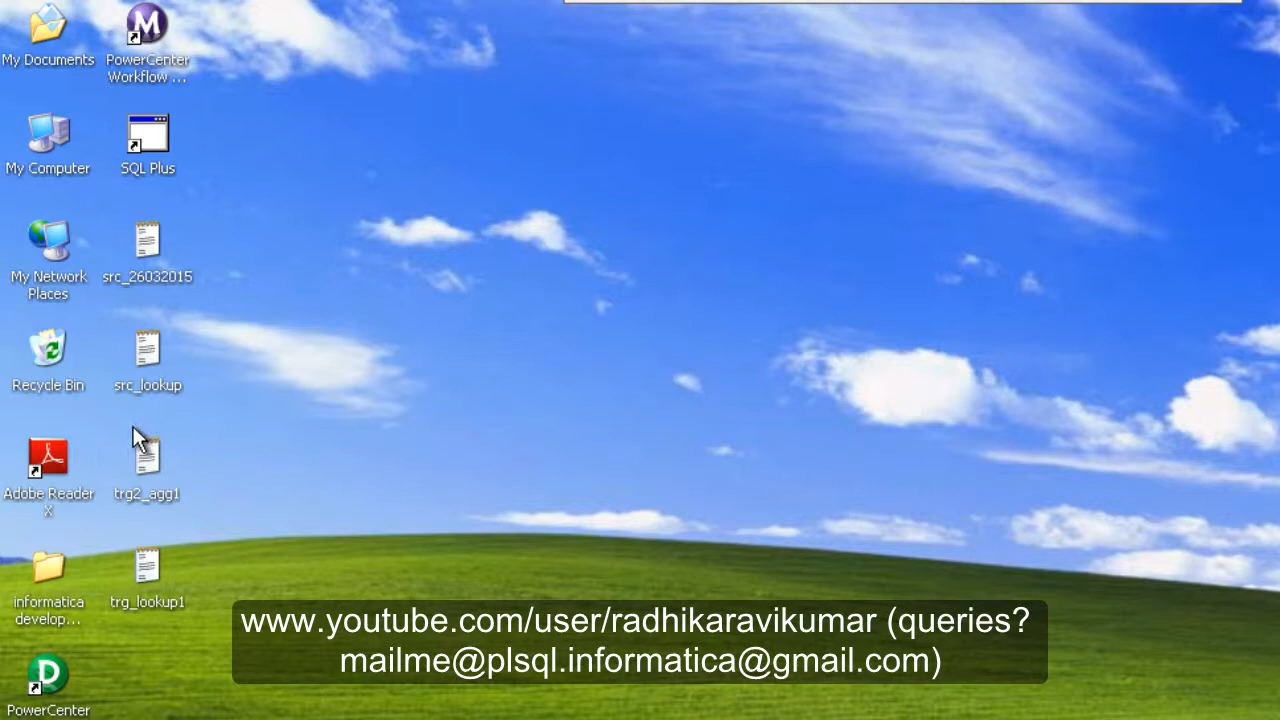 My Documents
PowerCenter
Workflow ...
My Computer
SQL Plus
My Network
Places
src_26032015
Recycle Bin
src_lookup
Adobe Reader
X
trg2_agg1
informatica
develop...
trg_lookup1
PowerCenter
www.youtube.com/user/radhikaravikumar (queries?
mailme@plsql.informatica@gmail.com)